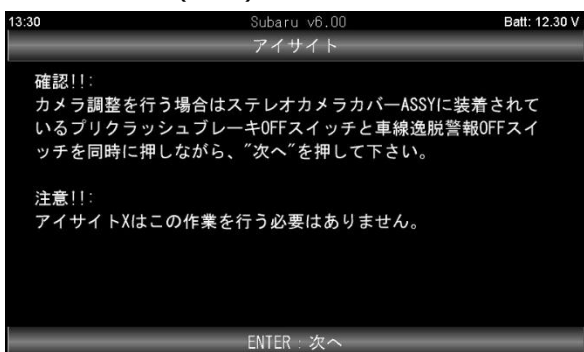 13:30 Subaru v6.00 Batt: 12.30 V
アイサイト
確認!!:
カメラ調整を行う場合はステレオカメラカバーASSYに装着されて
いるプリクラッシュブレーキOFFスイッチと車線逸脱警報OFFスイ
ッチを同時に押しながら、”次へ”を押して下さい。
注意!!:
アイサイトXはこの作業を行う必要はありません。
ENTER : 次へ